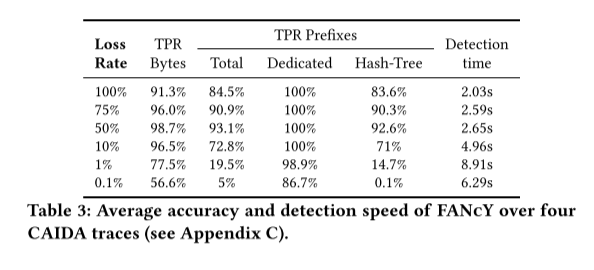 Loss Rate TPR Bytes TPR Prefixes Detection time
Total Dedicated Hash-Tree
100% 91.3% 84.5% 100% 83.6% 2.03s
75% 96.0% 90.9% 100% 90.3% 2.59s
50% 98.7% 93.1% 100% 92.6% 2.65s
10% 96.5% 72.8% 100% 71% 4.96s
1% 77.5% 19.5% 98.9% 14.7% 8.91s
0.1% 56.6% 5% 86.7% 0.1% 6.29s
Table 3: Average accuracy and detection speed of FANcY over four
CAIDA traces (see Appendix C).